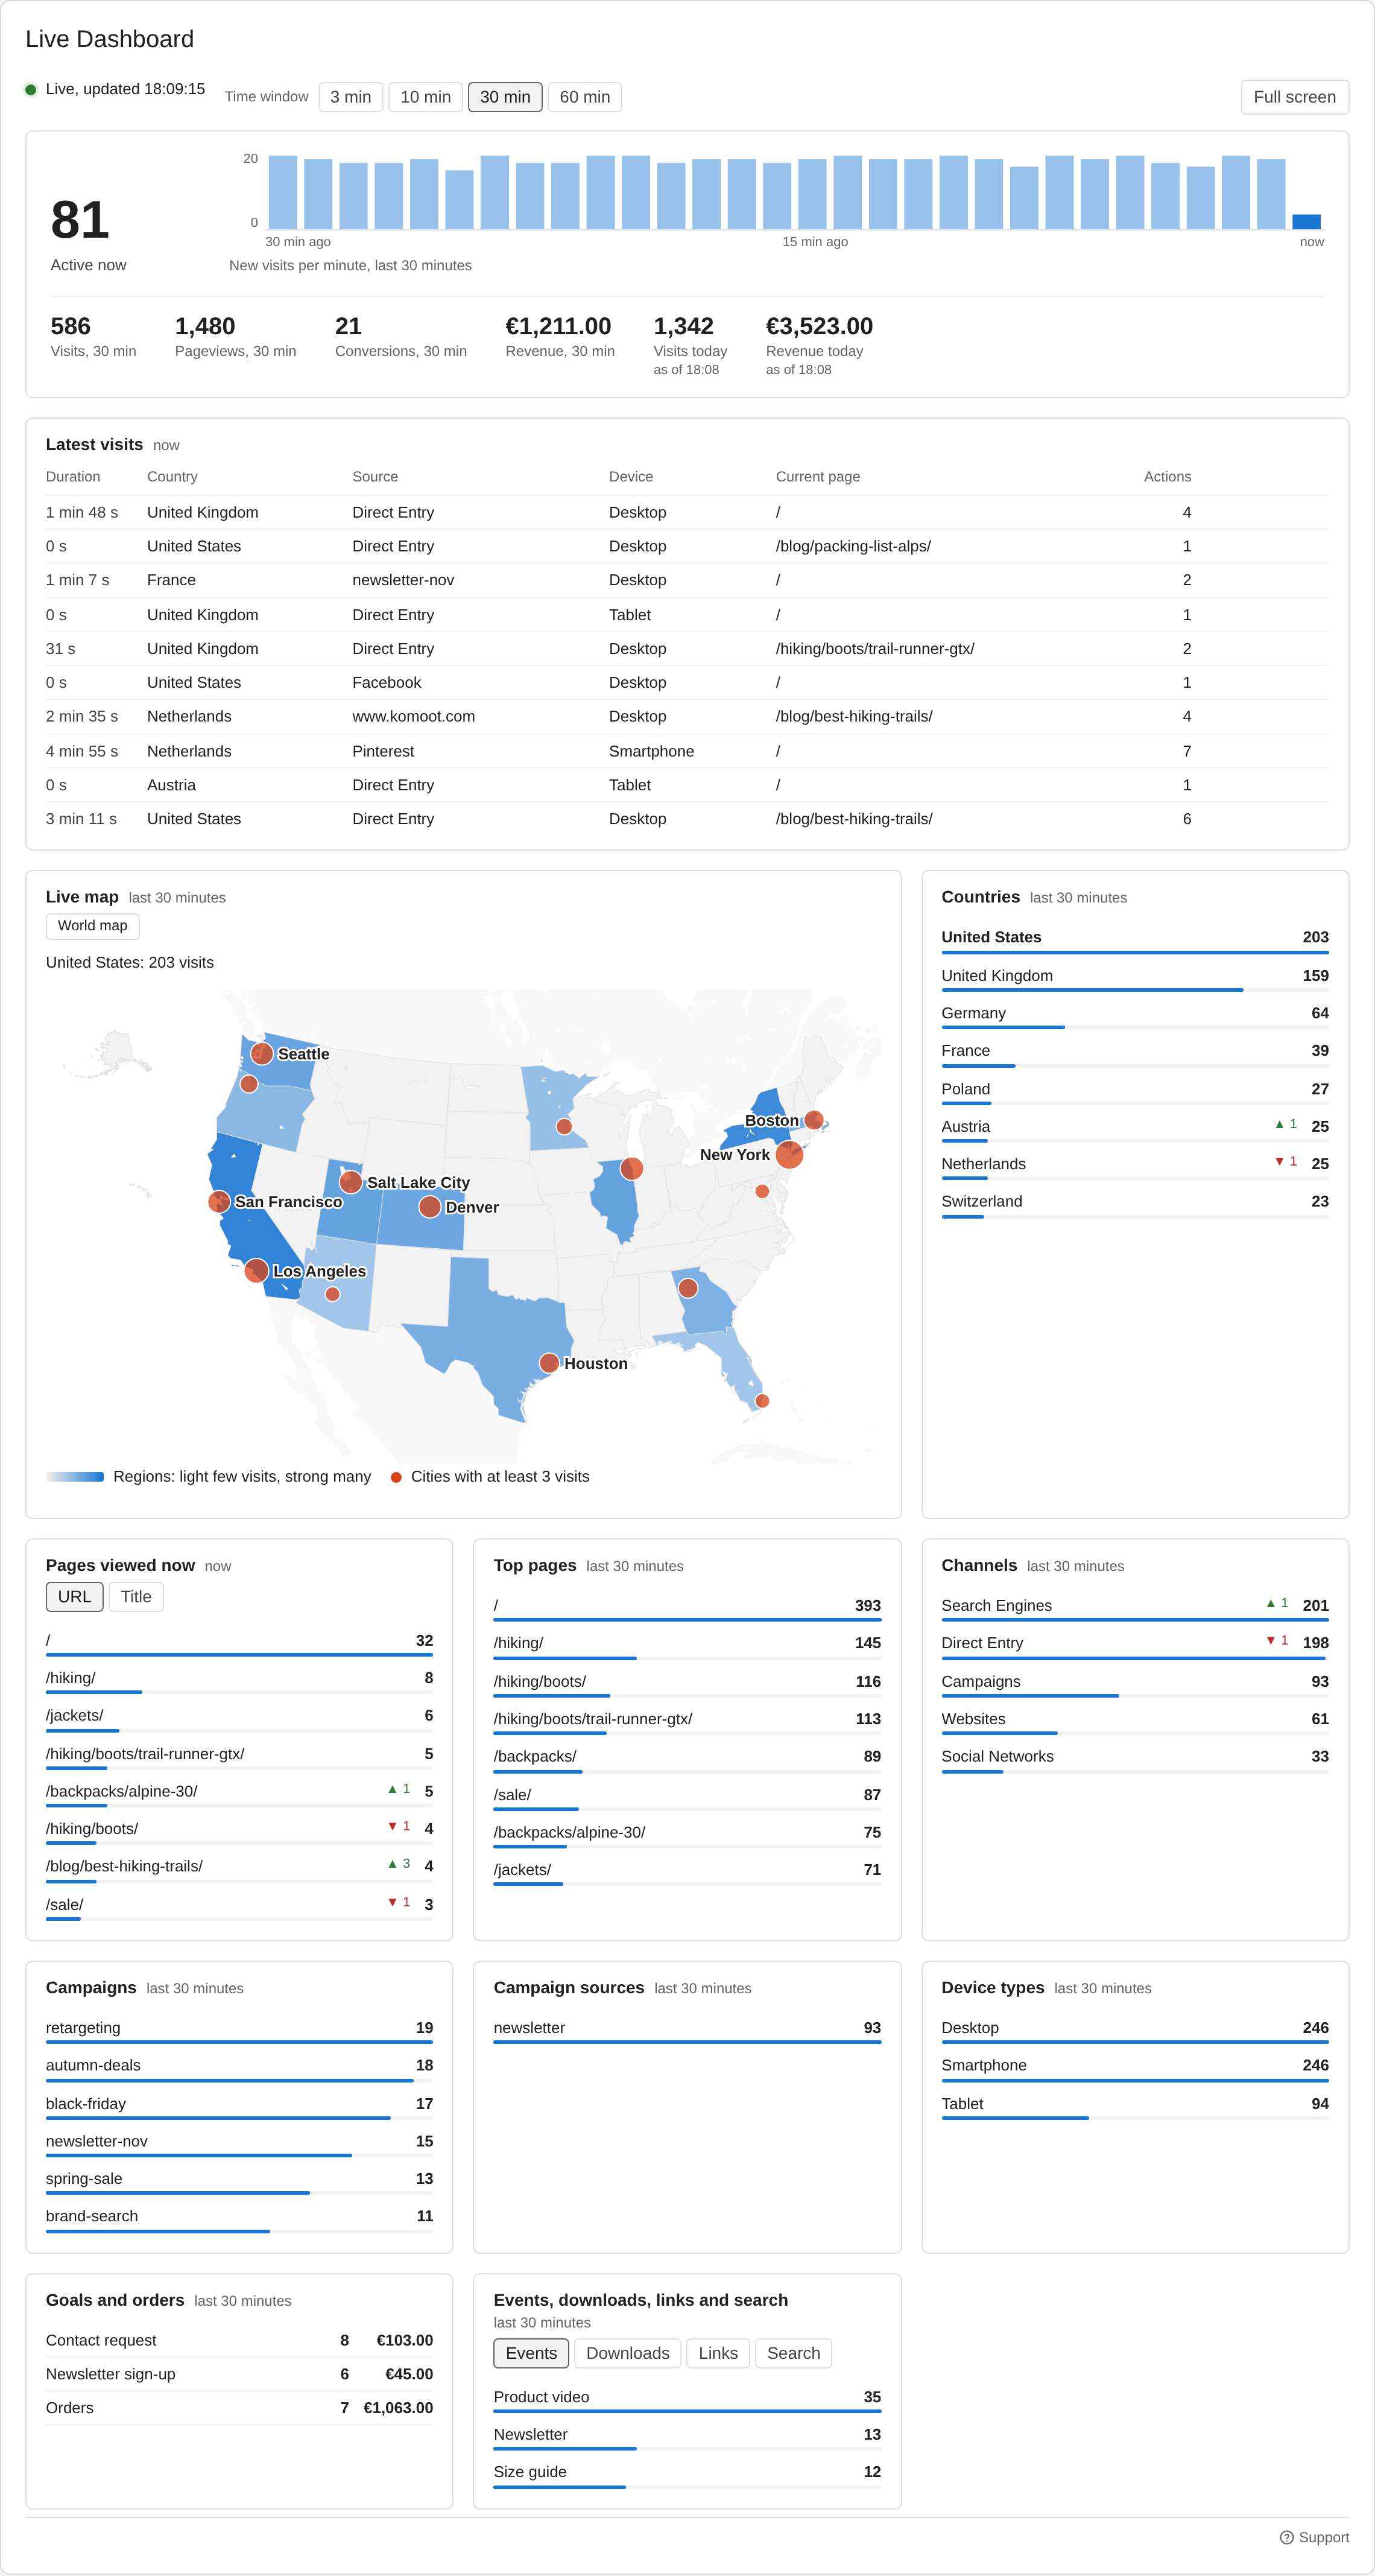 Live Dashboard
Live, updated 18:09:15 Time window 3 min 10 min 30 min 60 min Full screen
20
0
30 min ago 15 min ago now
81
Active now
New visits per minute, last 30 minutes
586 1,480 21 €1,211.00 1,342 €3,523.00
Visits, 30 min Pageviews, 30 min Conversions, 30 min Revenue, 30 min Visits today Revenue today
as of 18:08 as of 18:08
Latest visits now
Duration Country Source Device Current page Actions
1 min 48 s United Kingdom Direct Entry Desktop / 4
0 s United States Direct Entry Desktop /blog/packing-list-alps/ 1
1 min 7 s France newsletter-nov Desktop / 2
0 s United Kingdom Direct Entry Tablet / 1
31 s United Kingdom Direct Entry Desktop /hiking/boots/trail-runner-gtx/ 2
0 s United States Facebook Desktop / 1
2 min 35 s Netherlands www.komoot.com Desktop /blog/best-hiking-trails/ 4
4 min 55 s Netherlands Pinterest Smartphone / 7
0 s Austria Direct Entry Tablet / 1
3 min 11 s United States Direct Entry Desktop /blog/best-hiking-trails/ 6
Live map last 30 minutes
World map
United States: 203 visits
Seattle
Boston
New York
Salt Lake City
San Francisco
Denver
Los Angeles
Houston
Regions: light few visits, strong many Cities with at least 3 visits
Countries last 30 minutes
United States 203
United Kingdom 159
Germany 64
France 39
Poland 27
Austria ▲ 1 25
Netherlands ▼ 1 25
Switzerland 23
Pages viewed now now
URL Title
/ 32
/hiking/ 8
/jackets/ 6
/hiking/boots/trail-runner-gtx/ 5
/backpacks/alpine-30/ ▲ 1 5
/hiking/boots/ ▼ 1 4
/blog/best-hiking-trails/ ▲ 3 4
/sale/ ▼ 1 3
Top pages last 30 minutes
/ 393
/hiking/ 145
/hiking/boots/ 116
/hiking/boots/trail-runner-gtx/ 113
/backpacks/ 89
/sale/ 87
/backpacks/alpine-30/ 75
/jackets/ 71
Channels last 30 minutes
Search Engines ▲ 1 201
Direct Entry ▼ 1 198
Campaigns 93
Websites 61
Social Networks 33
Campaigns last 30 minutes
retargeting 19
autumn-deals 18
black-friday 17
newsletter-nov 15
spring-sale 13
brand-search 11
Campaign sources last 30 minutes
newsletter 93
Device types last 30 minutes
Desktop 246
Smartphone 246
Tablet 94
Goals and orders last 30 minutes
Contact request 8 €103.00
Newsletter sign-up 6 €45.00
Orders 7 €1,063.00
Events, downloads, links and search
last 30 minutes
Events Downloads Links Search
Product video 35
Newsletter 13
Size guide 12
? Support